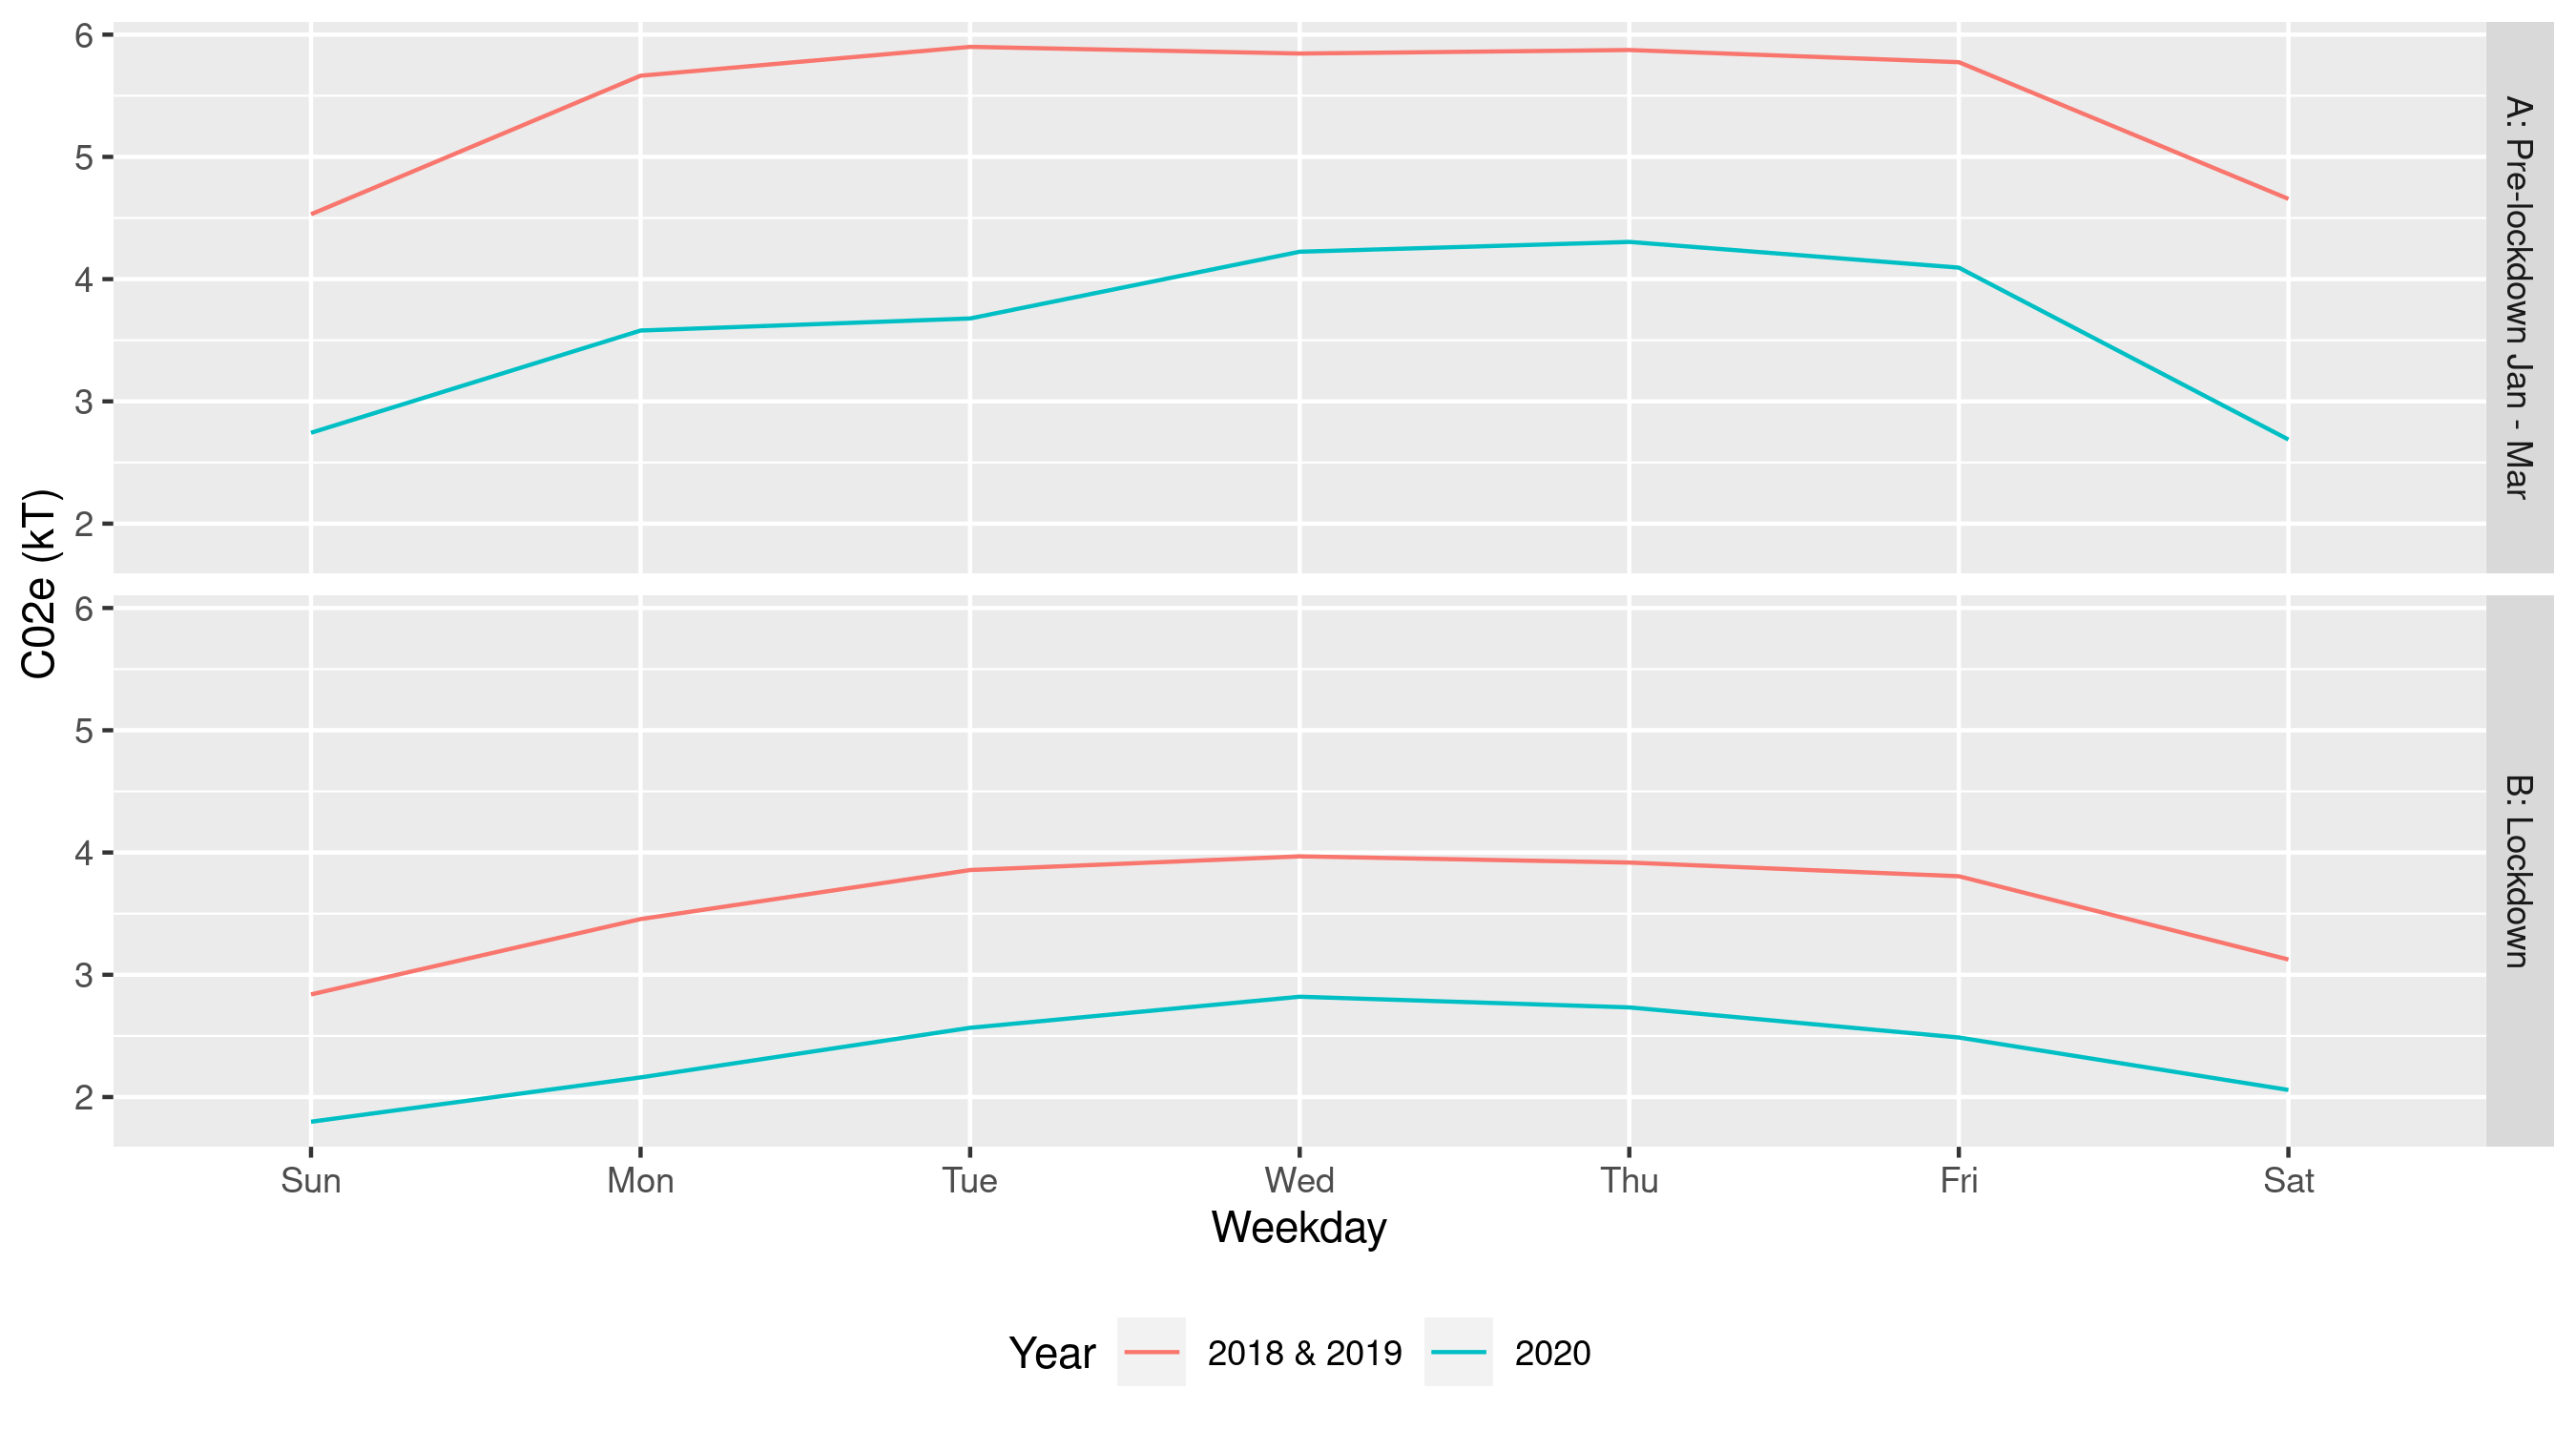 C02e (kT)
6
5
4
3
2
A: Pre-lockdown Jan - Mar
6
5
4
3
2
B: Lockdown
Sun Mon Tue Wed Thu Fri Sat
Weekday
Year 2018 & 2019 2020